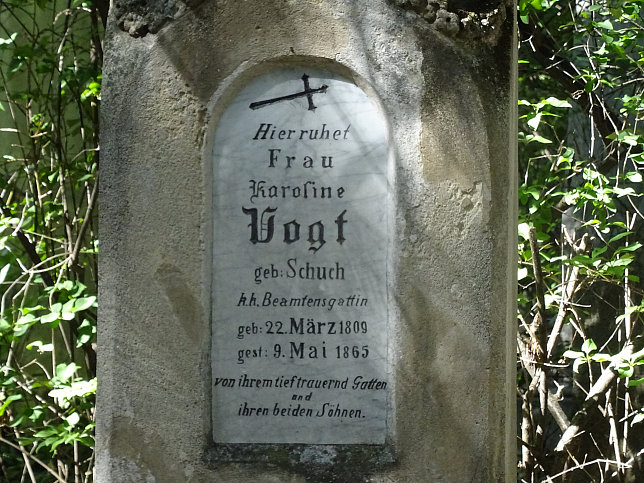 Hier ruhet
Frau
Karoline
Vogt
geb: Schuch
k.k. Beamtensgattin
geb: 22. März 1809
gest: 9. Mai 1865
von ihrem tieftrauernd Gatten
und
ihren beiden Söhnen.